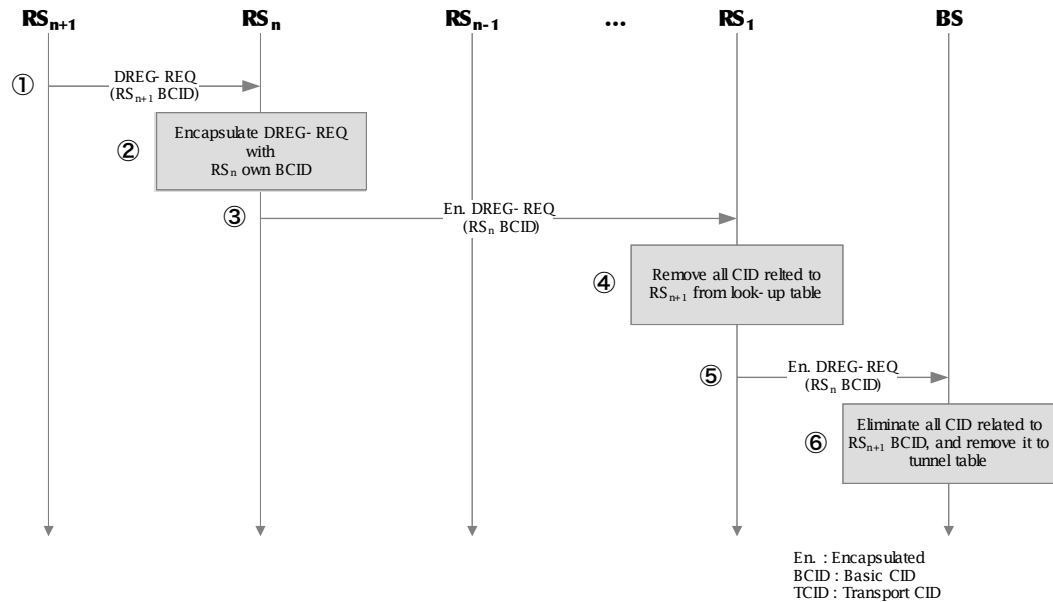 RSn+1 RSn RSn-1 ... RS1 BS
① DREG- REQ
(RSn+1 BCID)
② Encapsulate DREG- REQ
with
RSn own BCID
③ En. DREG- REQ
(RSn BCID)
④ Remove all CID relted to
RSn+1 from look- up table
⑤ En. DREG- REQ
(RSn BCID)
⑥ Eliminate all CID related to
RSn+1 BCID, and remove it to
tunnel table
En. : Encapsulated
BCID : Basic CID
TCID : Transport CID